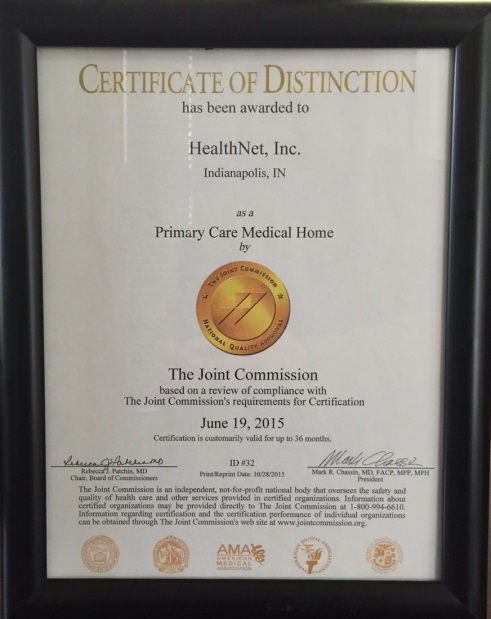 CERTIFICATE OF DISTINCTION
has been awarded to
HealthNet, Inc.
Indianapolis, IN
as a
Primary Care Medical Home
by
THE JOINT COMMISSION
NATIONAL QUALITY APPROVAL
The Joint Commission
based on a review of compliance with
The Joint Commission's requirements for Certification
June 19, 2015
Certification is customarily valid for up to 36 months.
Rebecca J. Patchin, MD
Chair, Board of Commissioners
ID #32
Print/Reprint Date: 10/28/2015
Mark Chassin
Mark R. Chassin, MD, FACP, MPP, MPH
President
The Joint Commission is an independent, not-for-profit national body that oversees the safety and
quality of health care and other services provided in certified organizations. Information about
certified organizations may be provided directly to The Joint Commission at 1-800-994-6610.
Information regarding certification and the certification performance of individual organizations
can be obtained through The Joint Commission's web site at www.jointcommission.org.
AMA
AMERICAN
MEDICAL
ASSOCIATION